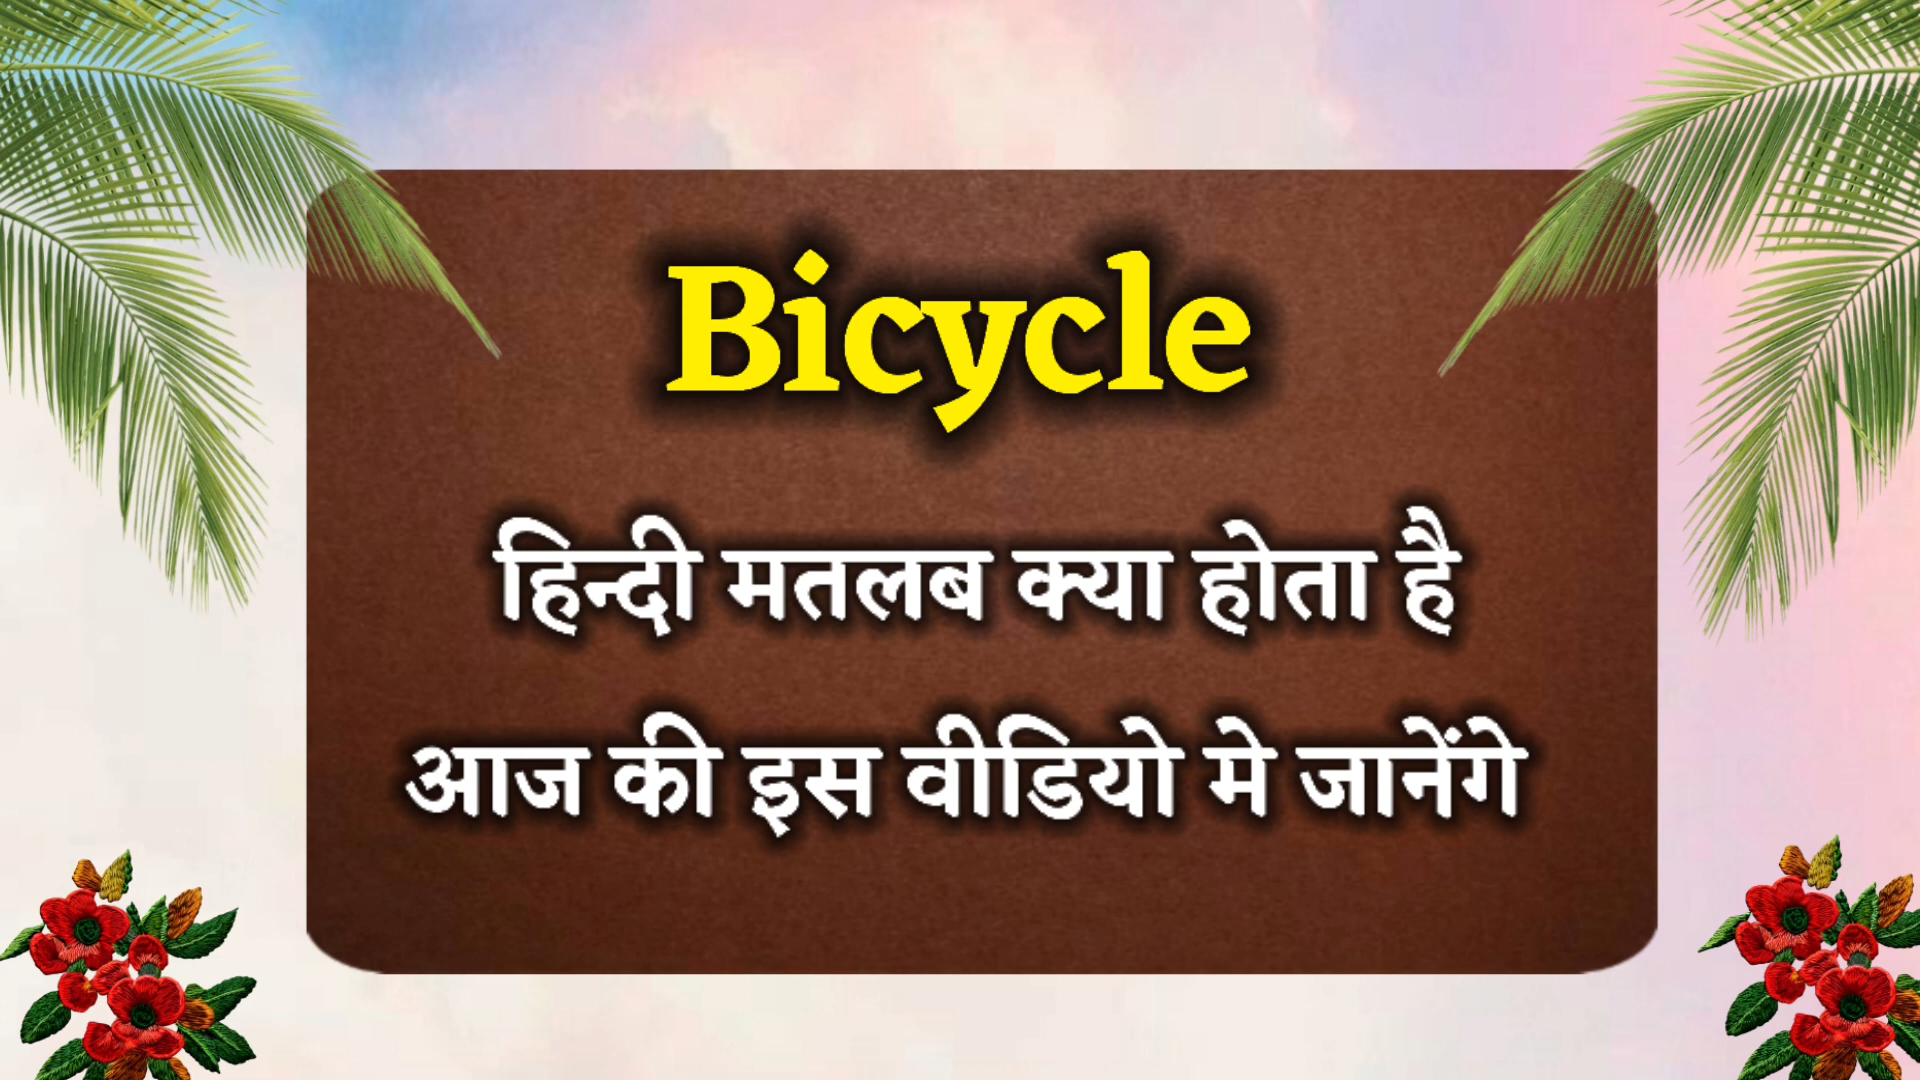 Bicycle
हिन्दी मतलब क्या होता है
आज की इस वीडियो मे जानेंगे